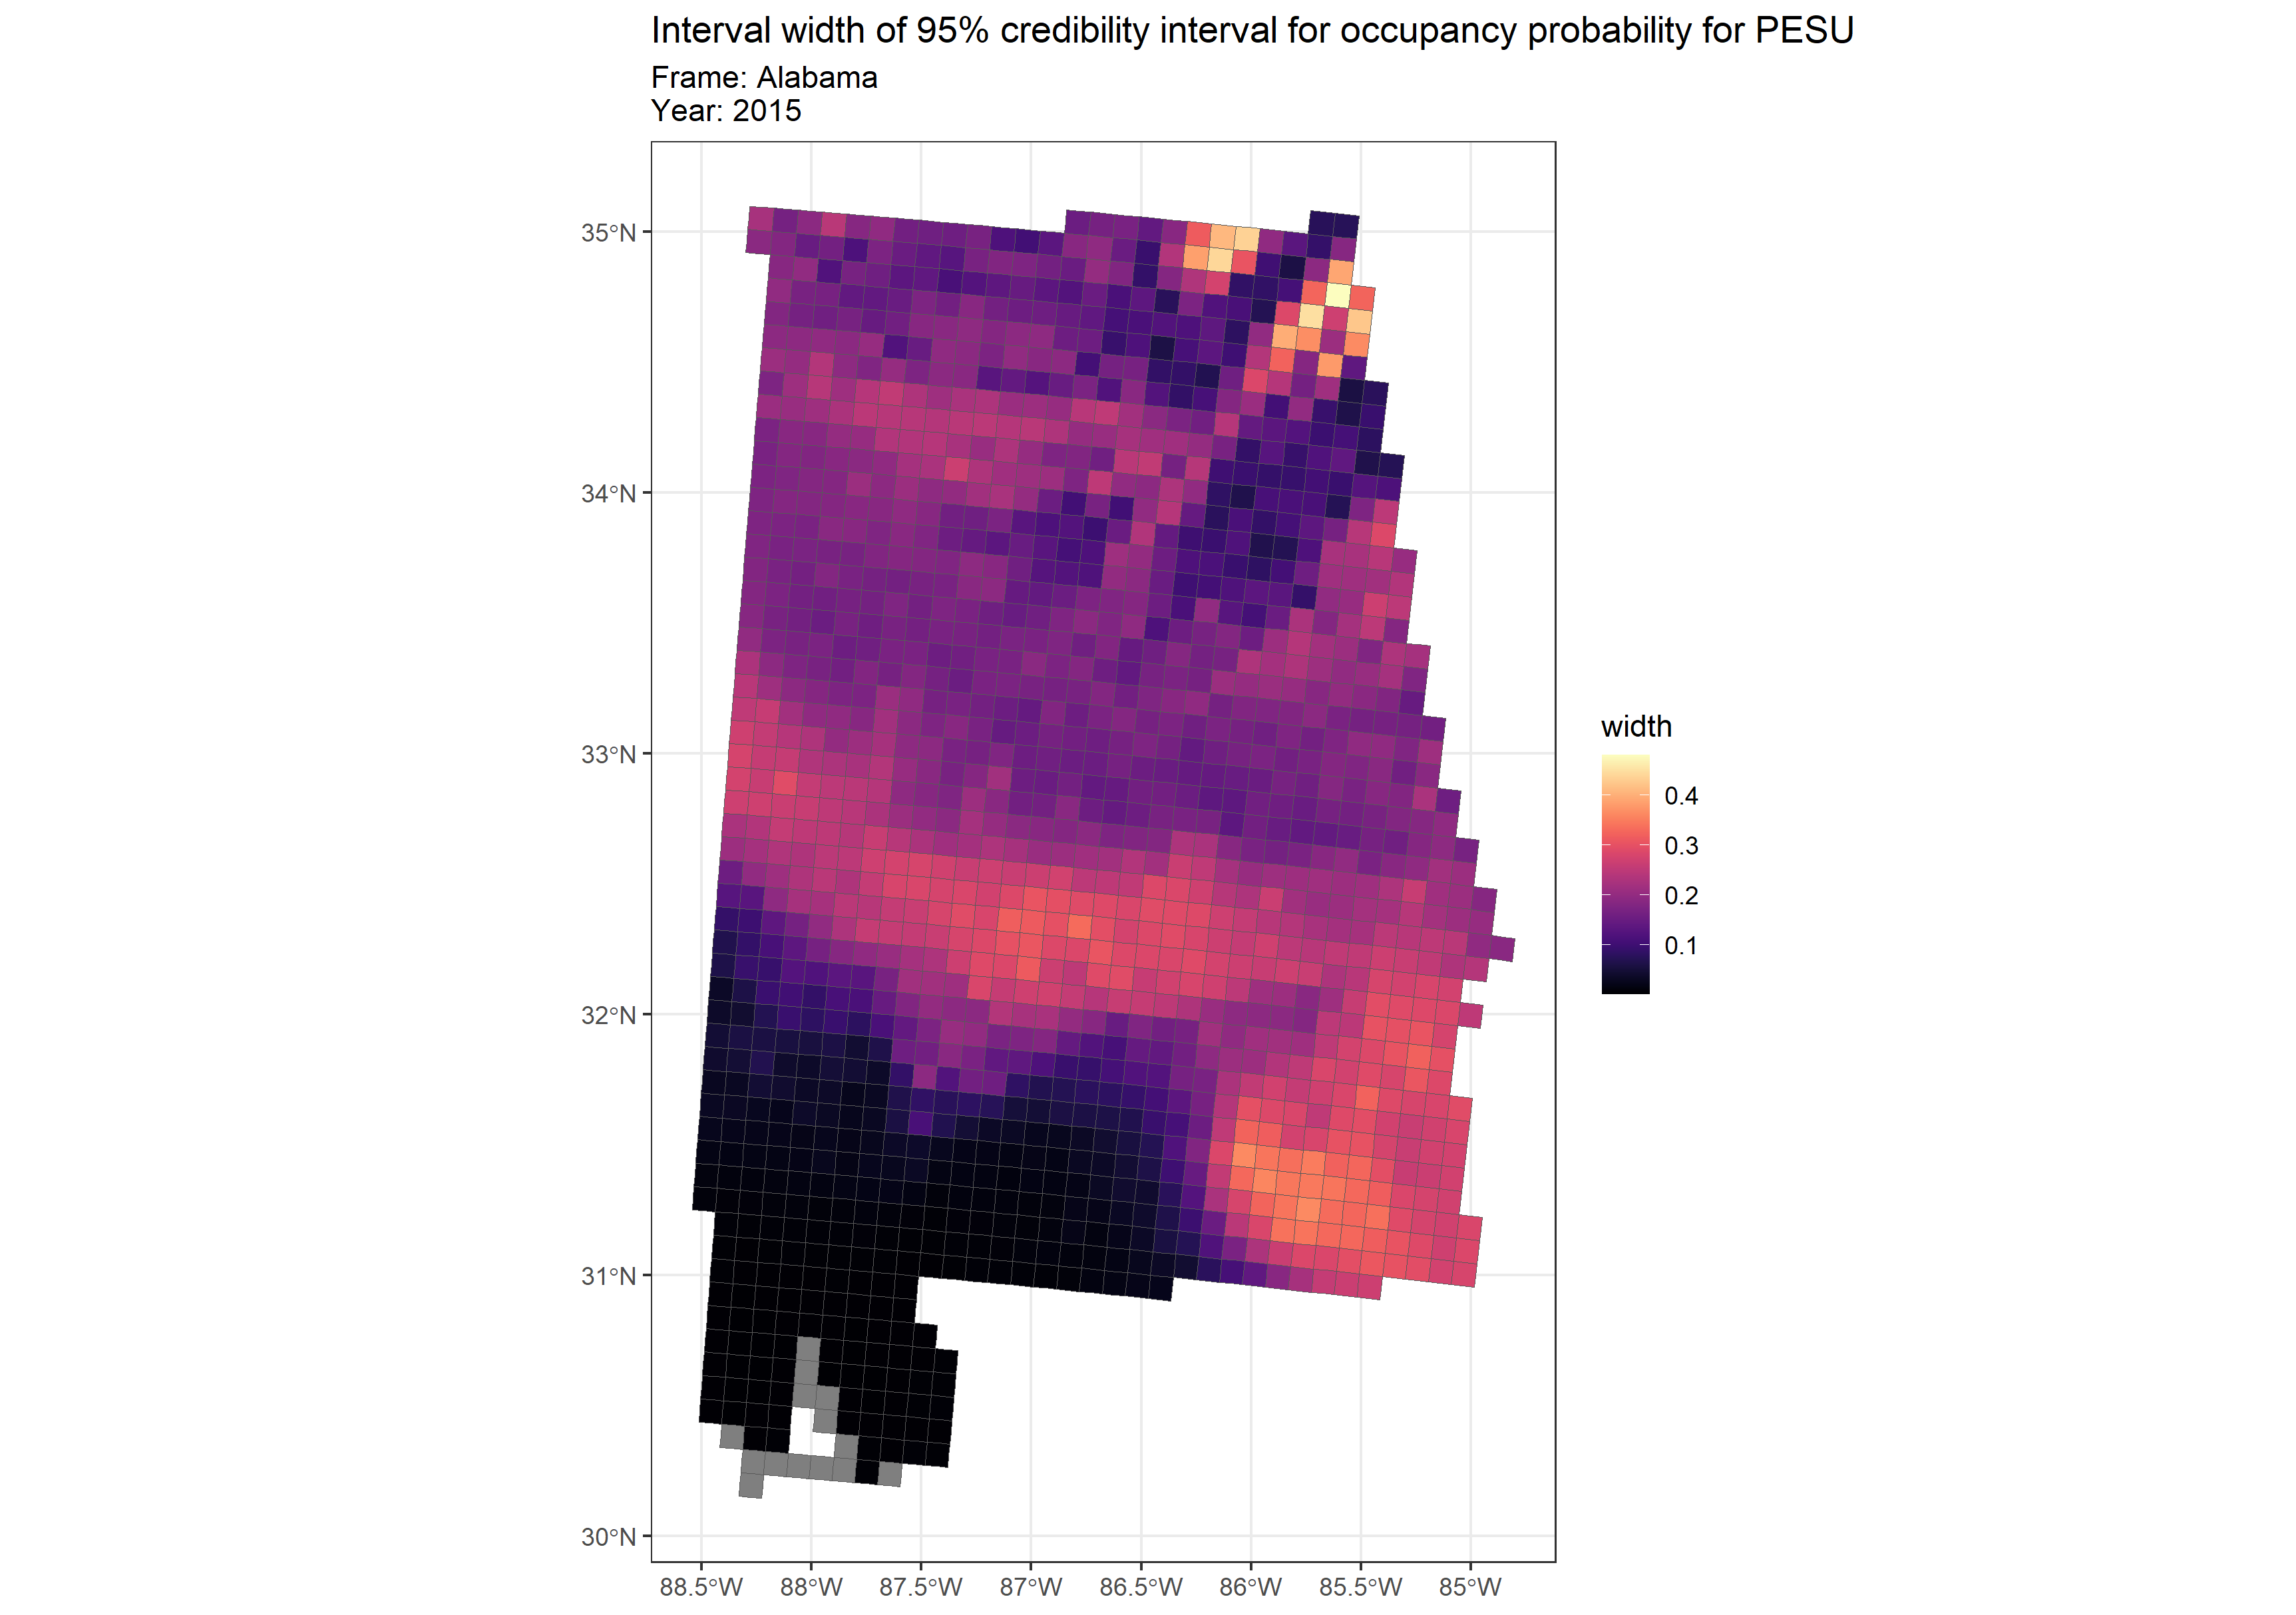 Interval width of 95% credibility interval for occupancy probability for PESU
Frame: Alabama
Year: 2015
35°N
34°N
33°N
32°N
31°N
30°N
88.5°W 88°W 87.5°W 87°W 86.5°W 86°W 85.5°W 85°W
width
0.4
0.3
0.2
0.1